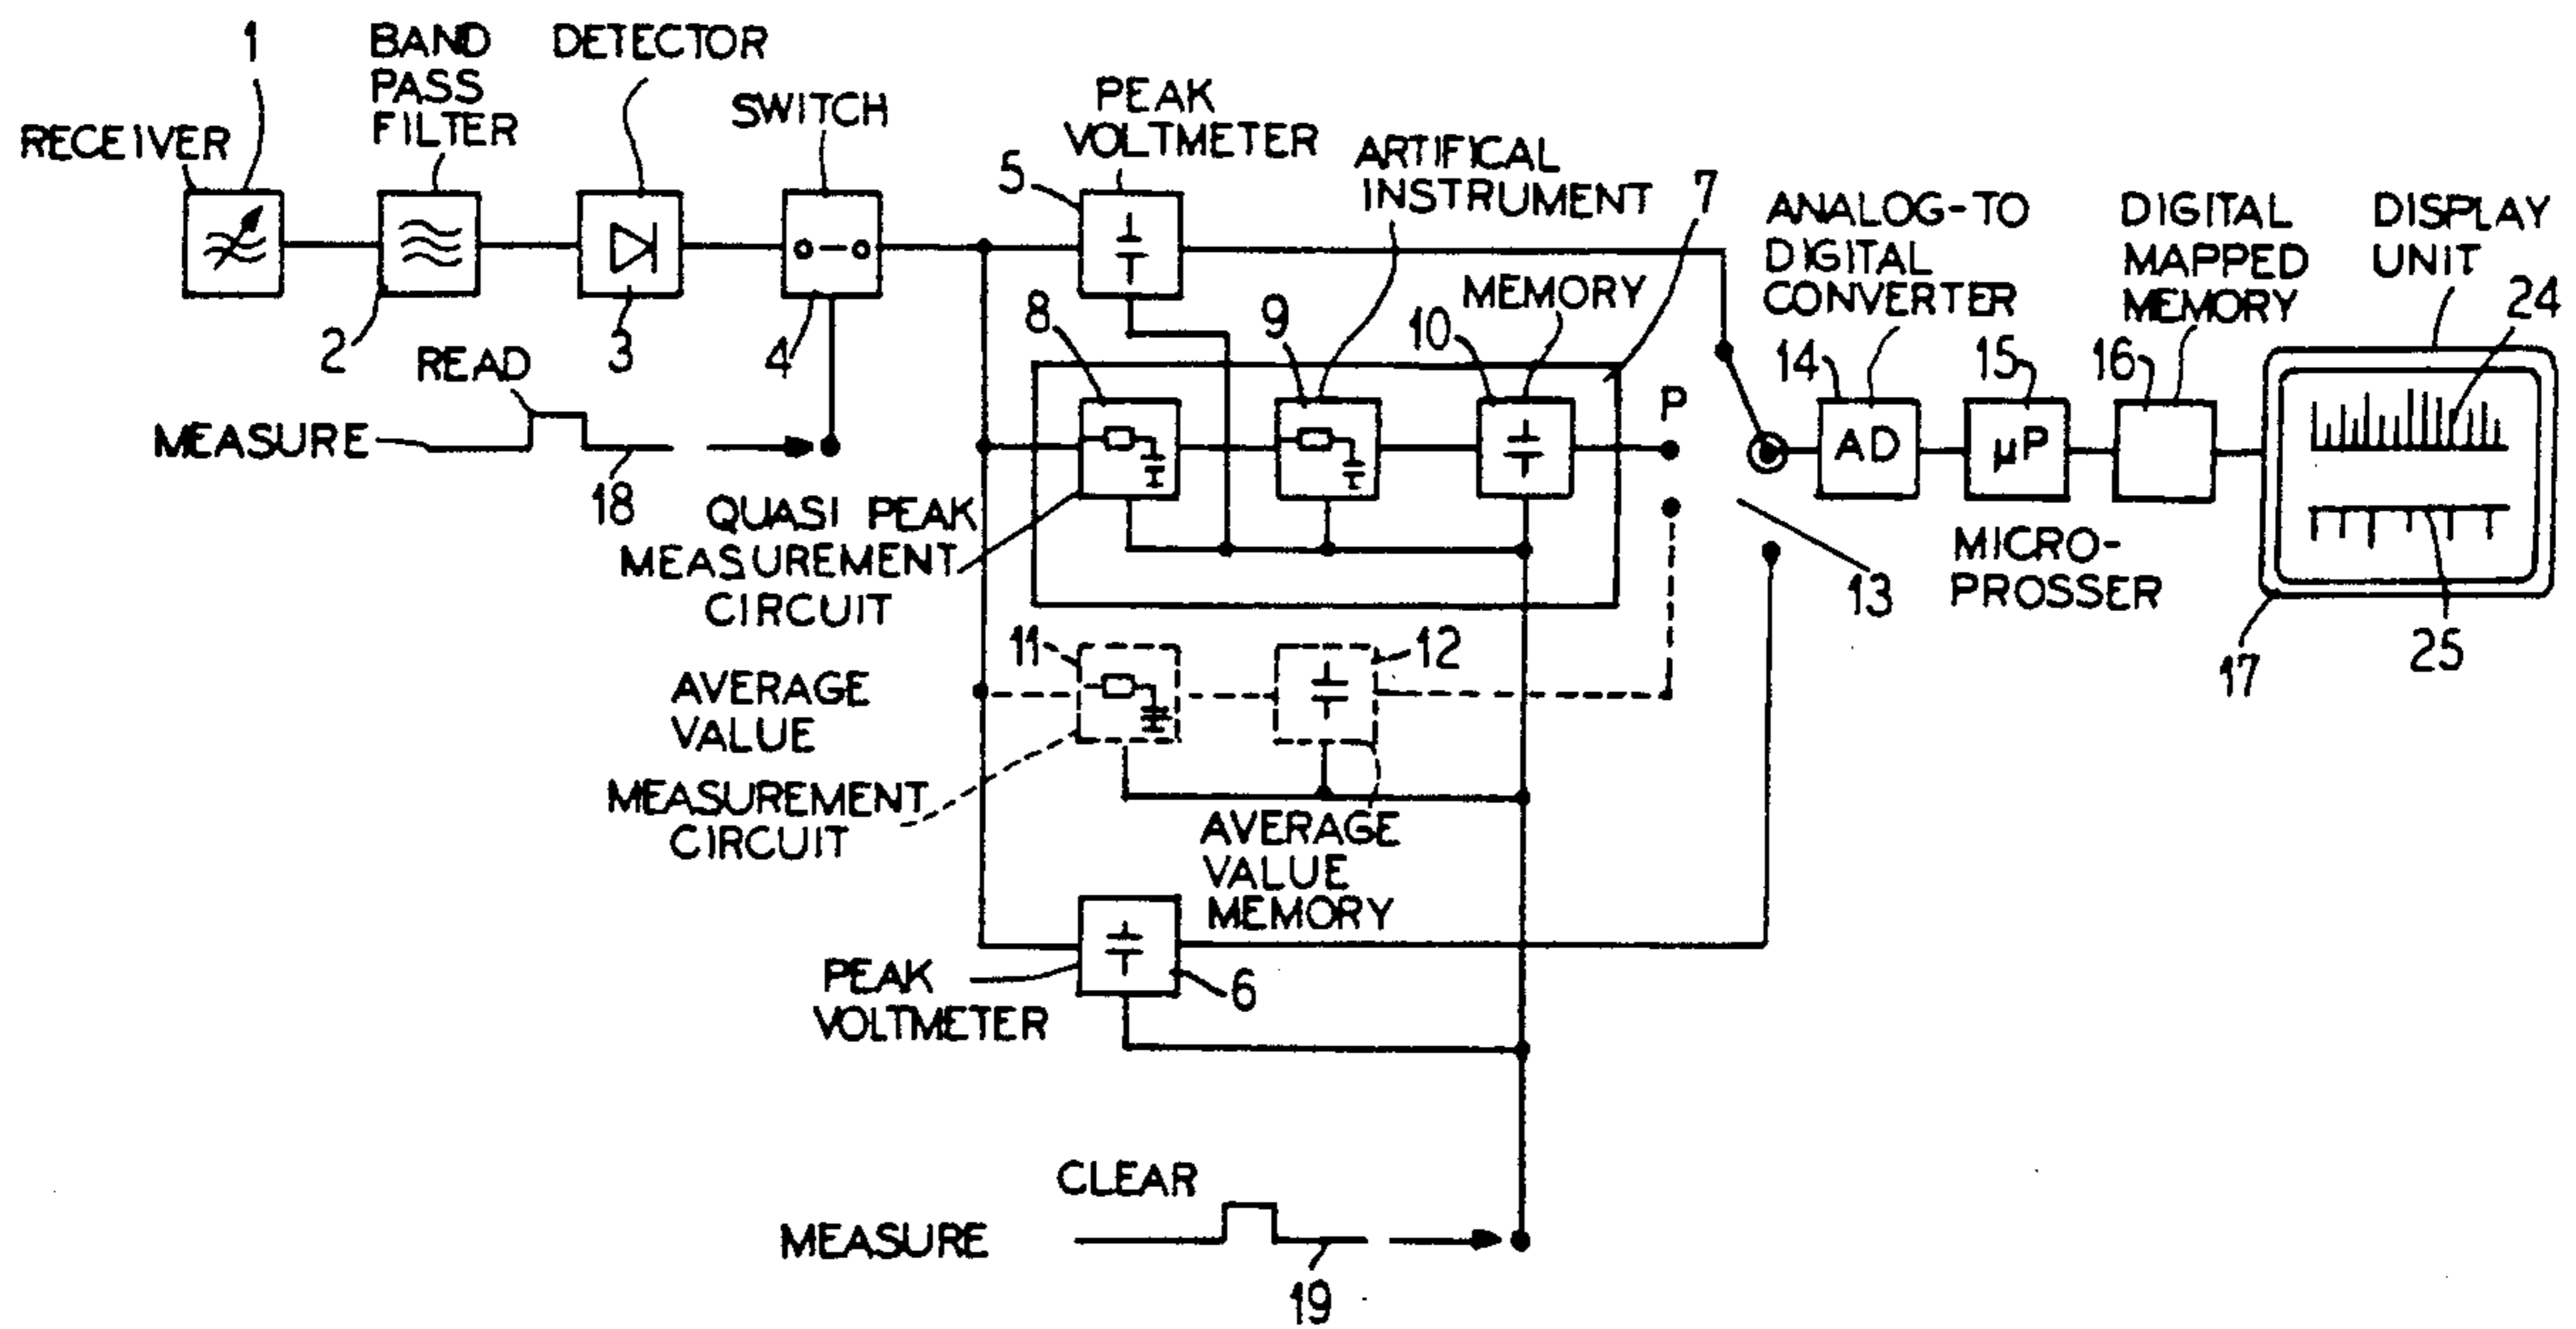 1
BAND
PASS
FILTER
DETECTOR
RECEIVER
SWITCH
PEAK
VOLTMETER
5
ARTIFICAL
INSTRUMENT
7
ANALOG-TO
DIGITAL
CONVERTER
DIGITAL
MAPPED
MEMORY
DISPLAY
UNIT
24
2
3
4
8
9
10
MEMORY
14
15
16
READ
MEASURE
18
P
AD
μP
QUASI PEAK
MEASUREMENT
CIRCUIT
13
MICRO-
PROSSER
17
25
11
12
AVERAGE
VALUE
MEASUREMENT
CIRCUIT
AVERAGE
VALUE
MEMORY
PEAK
VOLTMETER
6
CLEAR
MEASURE
19